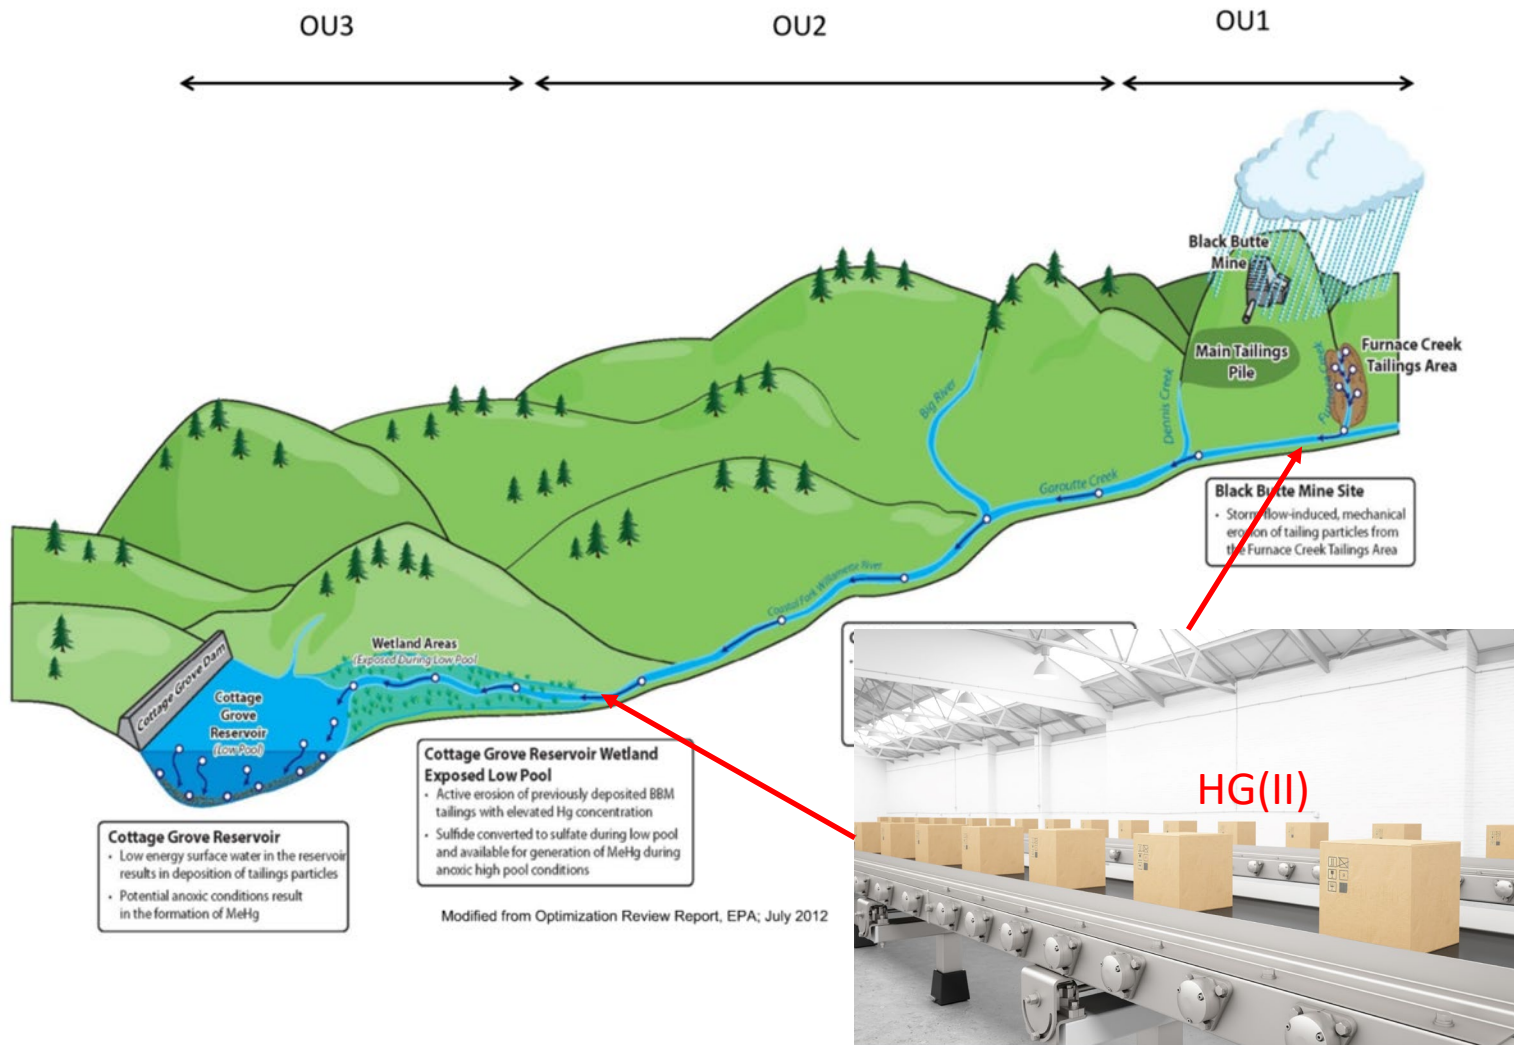 OU3
OU2
OU1
Black Butte
Mine
Main Tailings
Pile
Furnace Creek
Tailings Area
Furnace Creek
Dennis Creek
Big River
Garoutte Creek
Coastal Fork Willamette River
Black Butte Mine Site
• Storm flow-induced, mechanical
erosion of tailing particles from
the Furnace Creek Tailings Area
Wetland Areas
(Exposed During Low Pool)
Cottage Grove Dam
Cottage
Grove
Reservoir
(Low Pool)
Cottage Grove Reservoir Wetland
Exposed Low Pool
• Active erosion of previously deposited BBM
tailings with elevated Hg concentration
• Sulfide converted to sulfate during low pool
and available for generation of MeHg during
anoxic high pool conditions
Cottage Grove Reservoir
• Low energy surface water in the reservoir
results in deposition of tailings particles
• Potential anoxic conditions result
in the formation of MeHg
Modified from Optimization Review Report, EPA; July 2012
HG(II)